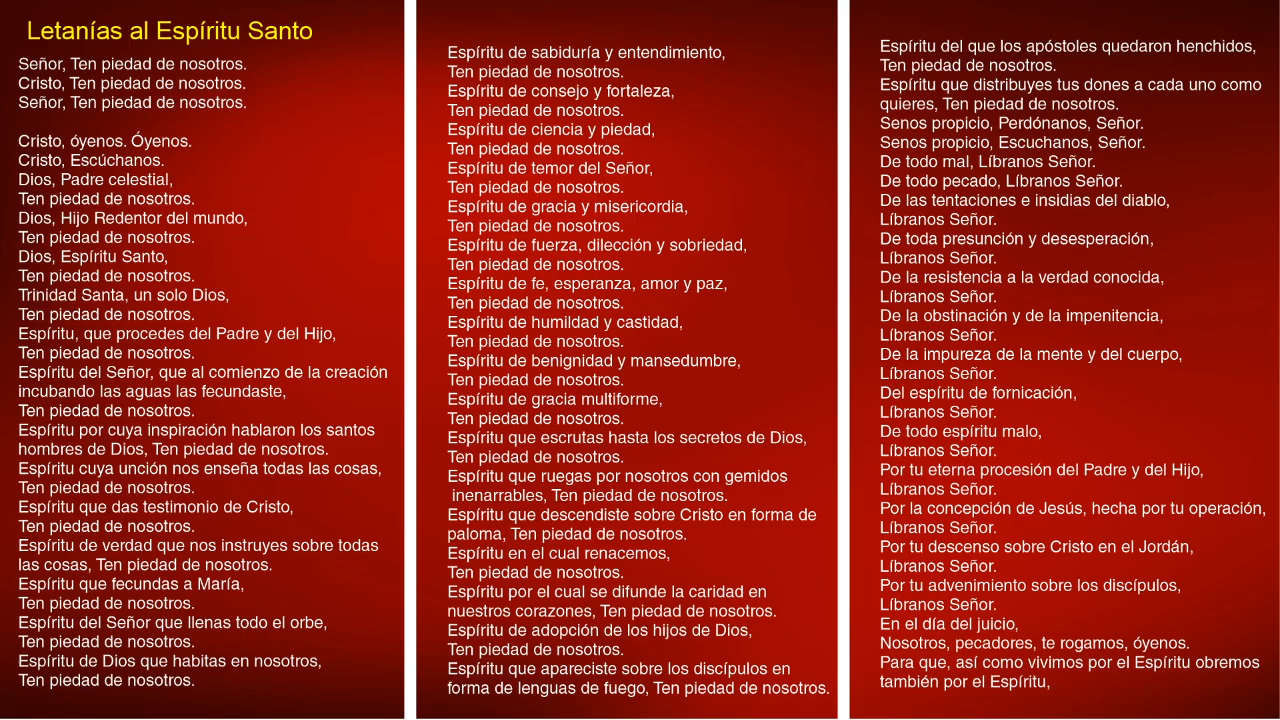 Letanías al Espíritu Santo
Señor, Ten piedad de nosotros.
Cristo, Ten piedad de nosotros.
Señor, Ten piedad de nosotros.
Cristo, óyenos. Óyenos.
Cristo, Escúchanos.
Dios, Padre celestial,
Ten piedad de nosotros.
Dios, Hijo Redentor del mundo,
Ten piedad de nosotros.
Dios, Espíritu Santo,
Ten piedad de nosotros.
Trinidad Santa, un solo Dios,
Ten piedad de nosotros.
Espíritu, que procedes del Padre y del Hijo,
Ten piedad de nosotros.
Espíritu del Señor, que al comienzo de la creación
incubando las aguas las fecundaste,
Ten piedad de nosotros.
Espíritu por cuya inspiración hablaron los santos
hombres de Dios, Ten piedad de nosotros.
Espíritu cuya unción nos enseña todas las cosas,
Ten piedad de nosotros.
Espíritu que das testimonio de Cristo,
Ten piedad de nosotros.
Espíritu de verdad que nos instruyes sobre todas
las cosas, Ten piedad de nosotros.
Espíritu que fecundas a María,
Ten piedad de nosotros.
Espíritu del Señor que llenas todo el orbe,
Ten piedad de nosotros.
Espíritu de Dios que habitas en nosotros,
Ten piedad de nosotros.
Espíritu de sabiduría y entendimiento,
Ten piedad de nosotros.
Espíritu de consejo y fortaleza,
Ten piedad de nosotros.
Espíritu de ciencia y piedad,
Ten piedad de nosotros.
Espíritu de temor del Señor,
Ten piedad de nosotros.
Espíritu de gracia y misericordia,
Ten piedad de nosotros.
Espíritu de fuerza, dilección y sobriedad,
Ten piedad de nosotros.
Espíritu de fe, esperanza, amor y paz,
Ten piedad de nosotros.
Espíritu de humildad y castidad,
Ten piedad de nosotros.
Espíritu de benignidad y mansedumbre,
Ten piedad de nosotros.
Espíritu de gracia multiforme,
Ten piedad de nosotros.
Espíritu que escrutas hasta los secretos de Dios,
Ten piedad de nosotros.
Espíritu que ruegas por nosotros con gemidos
inenarrables, Ten piedad de nosotros.
Espíritu que descendiste sobre Cristo en forma de
paloma, Ten piedad de nosotros.
Espíritu en el cual renacemos,
Ten piedad de nosotros.
Espíritu por el cual se difunde la caridad en
nuestros corazones, Ten piedad de nosotros.
Espíritu de adopción de los hijos de Dios,
Ten piedad de nosotros.
Espíritu que apareciste sobre los discípulos en
forma de lenguas de fuego, Ten piedad de nosotros.
Espíritu del que los apóstoles quedaron henchidos,
Ten piedad de nosotros.
Espíritu que distribuyes tus dones a cada uno como
quieres, Ten piedad de nosotros.
Senos propicio, Perdónanos, Señor.
Senos propicio, Escuchanos, Señor.
De todo mal, Líbranos Señor.
De todo pecado, Líbranos Señor.
De las tentaciones e insidias del diablo,
Líbranos Señor.
De toda presunción y desesperación,
Líbranos Señor.
De la resistencia a la verdad conocida,
Líbranos Señor.
De la obstinación y de la impenitencia,
Líbranos Señor.
De la impureza de la mente y del cuerpo,
Líbranos Señor.
Del espíritu de fornicación,
Líbranos Señor.
De todo espíritu malo,
Líbranos Señor.
Por tu eterna procesión del Padre y del Hijo,
Líbranos Señor.
Por la concepción de Jesús, hecha por tu operación,
Líbranos Señor.
Por tu descenso sobre Cristo en el Jordán,
Líbranos Señor.
Por tu advenimiento sobre los discípulos,
Líbranos Señor.
En el día del juicio,
Nosotros, pecadores, te rogamos, óyenos.
Para que, así como vivimos por el Espíritu obremos
también por el Espíritu,